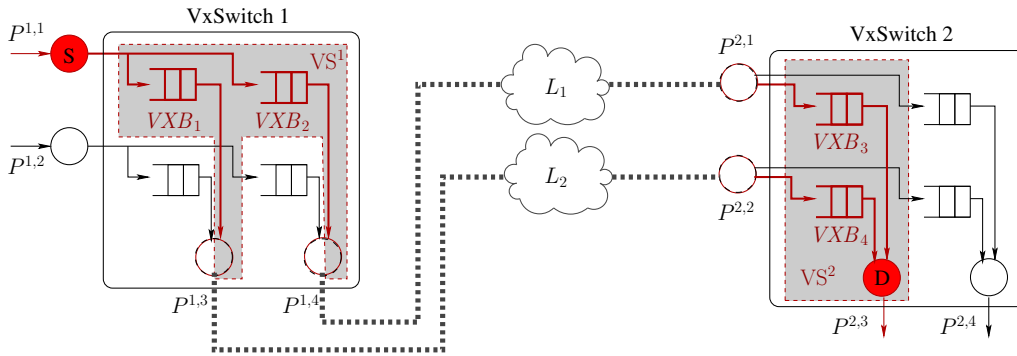 VxSwitch 1
P^{1,1}
S
VS^1
VXB_1
VXB_2
P^{1,2}
P^{1,3}
P^{1,4}
L_1
L_2
VxSwitch 2
P^{2,1}
VXB_3
P^{2,2}
VXB_4
VS^2
D
P^{2,3}
P^{2,4}